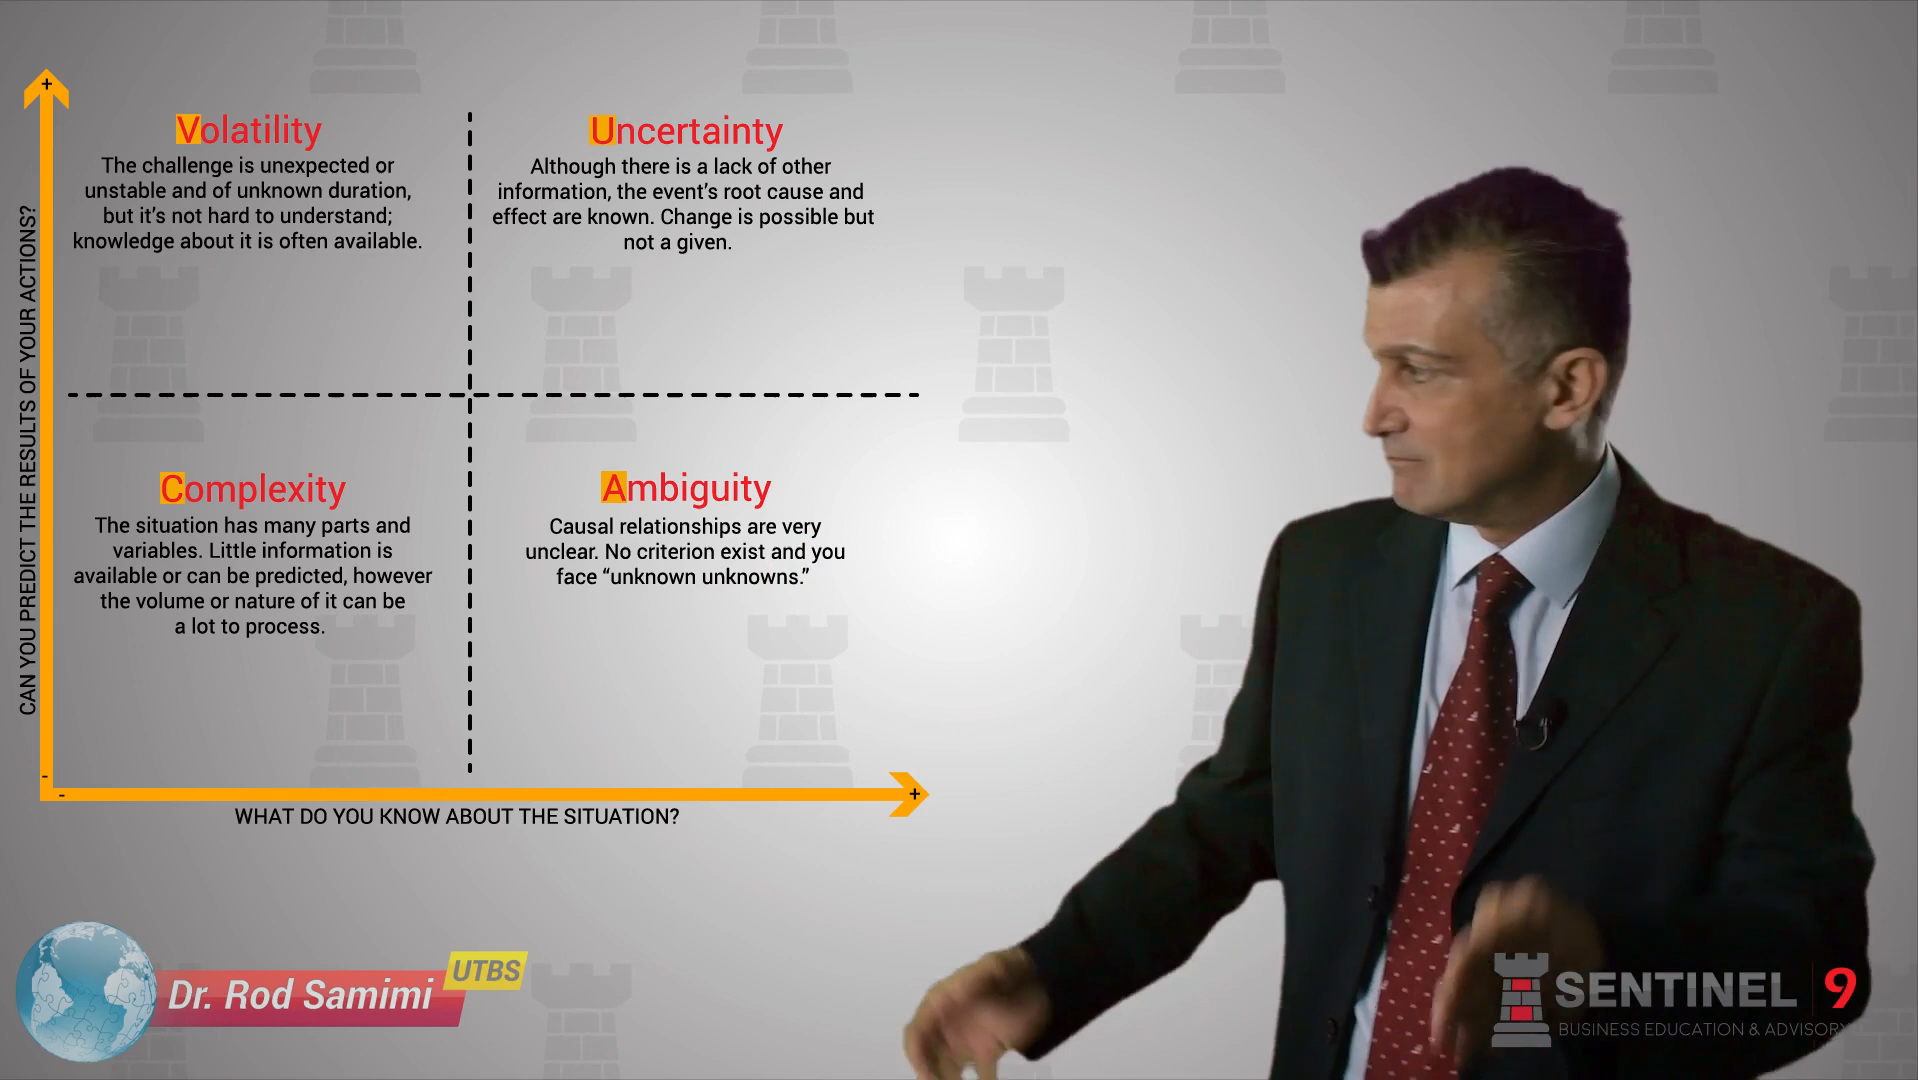 +
CAN YOU PREDICT THE RESULTS OF YOUR ACTIONS?
Volatility
The challenge is unexpected or
unstable and of unknown duration,
but it's not hard to understand;
knowledge about it is often available.
Uncertainty
Although there is a lack of other
information, the event's root cause and
effect are known. Change is possible but
not a given.
Complexity
The situation has many parts and
variables. Little information is
available or can be predicted, however
the volume or nature of it can be
a lot to process.
Ambiguity
Causal relationships are very
unclear. No criterion exist and you
face “unknown unknowns.”
-
-
+
WHAT DO YOU KNOW ABOUT THE SITUATION?
Dr. Rod Samimi
UTBS
SENTINEL 9
BUSINESS EDUCATION & ADVISORY